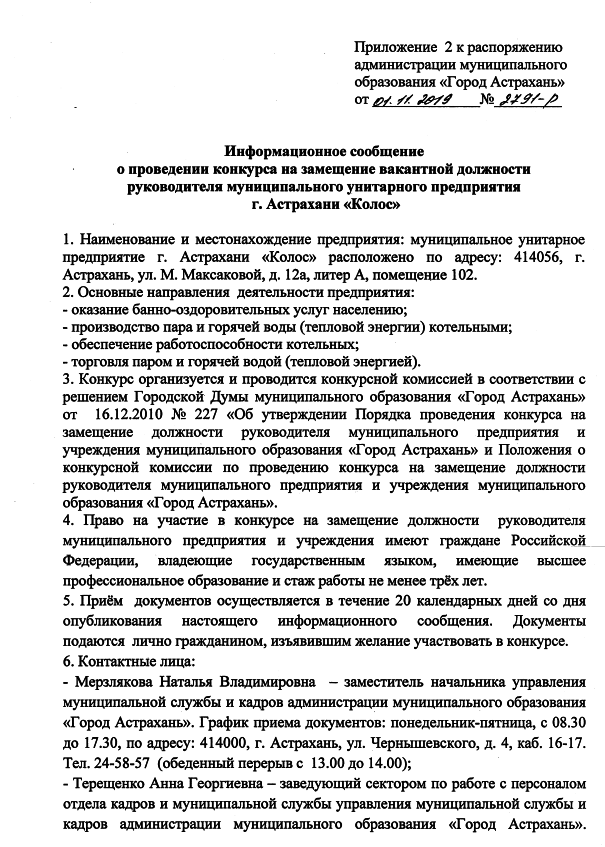 Приложение 2 к распоряжению
администрации муниципального
образования «Город Астрахань»
от 01.11.2019 № 2791-р
Информационное сообщение
о проведении конкурса на замещение вакантной должности
руководителя муниципального унитарного предприятия
г. Астрахани «Колос»
1. Наименование и местонахождение предприятия: муниципальное унитарное
предприятие г. Астрахани «Колос» расположено по адресу: 414056, г.
Астрахань, ул. М. Максаковой, д. 12а, литер А, помещение 102.
2. Основные направления деятельности предприятия:
- оказание банно-оздоровительных услуг населению;
- производство пара и горячей воды (тепловой энергии) котельными;
- обеспечение работоспособности котельных;
- торговля паром и горячей водой (тепловой энергией).
3. Конкурс организуется и проводится конкурсной комиссией в соответствии с
решением Городской Думы муниципального образования «Город Астрахань»
от 16.12.2010 № 227 «Об утверждении Порядка проведения конкурса на
замещение должности руководителя муниципального предприятия и
учреждения муниципального образования «Город Астрахань» и Положения о
конкурсной комиссии по проведению конкурса на замещение должности
руководителя муниципального предприятия и учреждения муниципального
образования «Город Астрахань».
4. Право на участие в конкурсе на замещение должности руководителя
муниципального предприятия и учреждения имеют граждане Российской
Федерации, владеющие государственным языком, имеющие высшее
профессиональное образование и стаж работы не менее трёх лет.
5. Приём документов осуществляется в течение 20 календарных дней со дня
опубликования настоящего информационного сообщения. Документы
подаются лично гражданином, изъявившим желание участвовать в конкурсе.
6. Контактные лица:
- Мерзлякова Наталья Владимировна – заместитель начальника управления
муниципальной службы и кадров администрации муниципального образования
«Город Астрахань». График приема документов: понедельник-пятница, с 08.30
до 17.30, по адресу: 414000, г. Астрахань, ул. Чернышевского, д. 4, каб. 16-17.
Тел. 24-58-57 (обеденный перерыв с 13.00 до 14.00);
- Терещенко Анна Георгиевна – заведующий сектором по работе с персоналом
отдела кадров и муниципальной службы управления муниципальной службы и
кадров администрации муниципального образования «Город Астрахань».